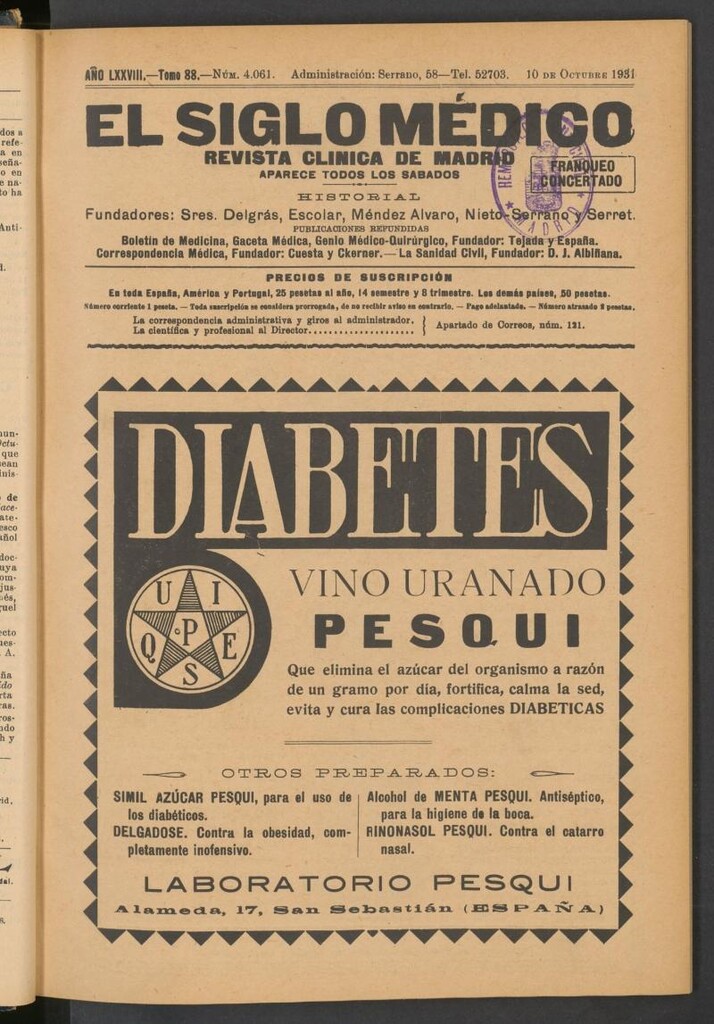 AÑO LXXVIII.—Tomo 88.—NÚM. 4.061. Administración: Serrano, 58—Tel. 52703. 10 DE OCTUBRE 1931
EL SIGLO MÉDICO
REVISTA CLINICA DE MADRID
APARECE TODOS LOS SABADOS
FRANQUEO
CONCERTADO
MADRID
HISTORIAL
Fundadores: Sres. Delgrás, Escolar, Méndez Alvaro, Nieto-Serrano y Serret.
PUBLICACIONES REFUNDIDAS
Boletín de Medicina, Gaceta Médica, Genio Médico-Quirúrgico, Fundador: Tejada y España.
Correspondencia Médica, Fundador: Cuesta y Ckerner.—La Sanidad Civil, Fundador: D. J. Albiñana.
PRECIOS DE SUSCRIPCIÓN
En toda España, América y Portugal, 25 pesetas al año, 14 semestre y 8 trimestre. Los demás países, 50 pesetas.
Número corriente 1 peseta.—Toda suscripción se considera prorrogada, de no recibir aviso en contrario.—Pago adelantado.—Número atrasado 2 pesetas.
La correspondencia administrativa y giros al administrador.
La científica y profesional al Director
Apartado de Correos, núm. 121.
DIABETES
P E S Q U I
VINO URANADO
PESQUI
Que elimina el azúcar del organismo a razón
de un gramo por día, fortifica, calma la sed,
evita y cura las complicaciones DIABETICAS
OTROS PREPARADOS:
SIMIL AZÚCAR PESQUI, para el uso de
los diabéticos.
DELGADOSE. Contra la obesidad, com-
pletamente inofensivo.
Alcohol de MENTA PESQUI. Antiséptico,
para la higiene de la boca.
RINONASOL PESQUI. Contra el catarro
nasal.
LABORATORIO PESQUI
Alameda, 17, San Sebastián (ESPAÑA)